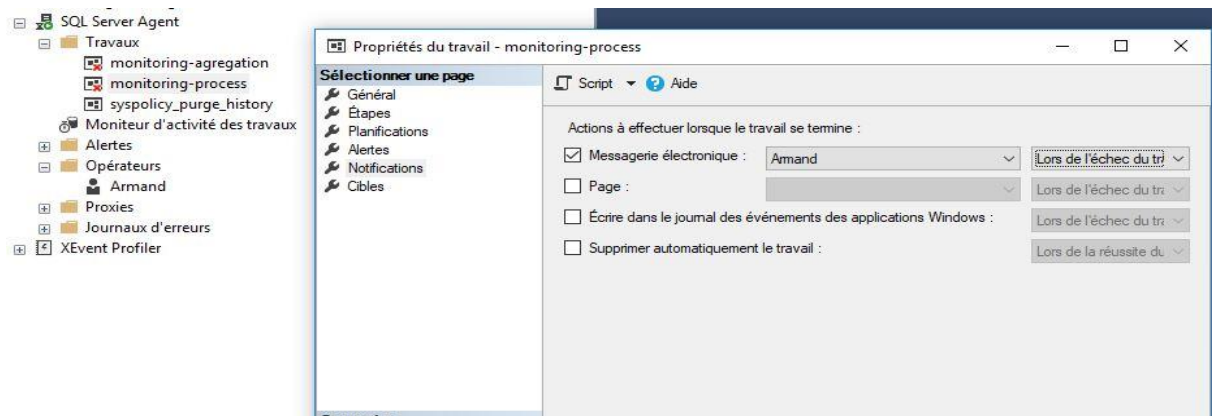 SQL Server Agent
Travaux
monitoring-agregation
monitoring-process
syspolicy_purge_history
Moniteur d'activité des travaux
Alertes
Opérateurs
Armand
Proxies
Journaux d'erreurs
XEvent Profiler
Propriétés du travail - monitoring-process
Sélectionner une page
Général
Étapes
Planifications
Alertes
Notifications
Cibles
Script Aide
Actions à effectuer lorsque le travail se termine :
Messagerie électronique : Armand Lors de l'échec du tr
Page : Lors de l'échec du tra
Écrire dans le journal des événements des applications Windows : Lors de l'échec du tra
Supprimer automatiquement le travail : Lors de la réussite du